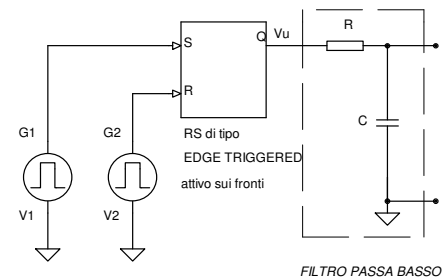 R
S
Q
Vu
R
C
G1
G2
RS di tipo
EDGE TRIGGERED
attivo sui fronti
V1
V2
FILTRO PASSA BASSO